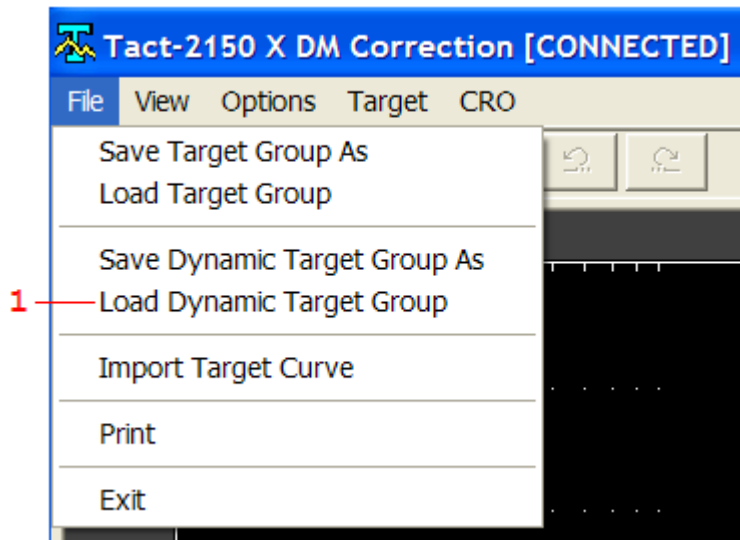 Tact-2150 X DM Correction [CONNECTED]
File View Options Target CRO
Save Target Group As
Load Target Group
Save Dynamic Target Group As
1 Load Dynamic Target Group
Import Target Curve
Print
Exit